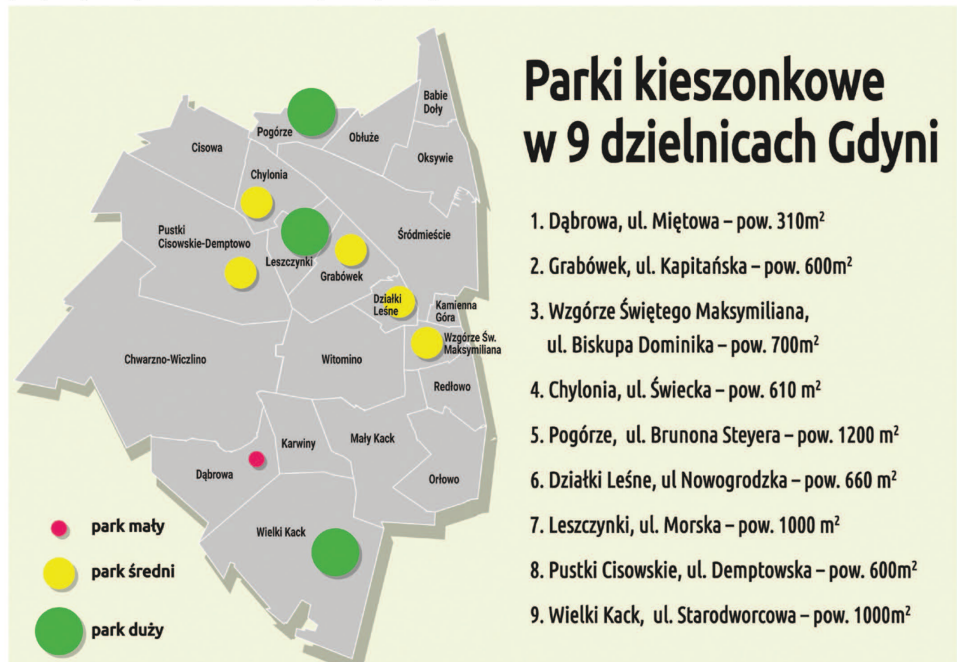 Parki kieszonkowe
w 9 dzielnicach Gdyni
1. Dąbrowa, ul. Miętowa – pow. 310m²
2. Grabówek, ul. Kapitańska – pow. 600m²
3. Wzgórze Świętego Maksymiliana,
ul. Biskupa Dominika – pow. 700m²
4. Chylonia, ul. Świecka – pow. 610 m²
5. Pogórze, ul. Brunona Steyera – pow. 1200 m²
6. Działki Leśne, ul Nowogrodzka – pow. 660 m²
7. Leszczynki, ul. Morska – pow. 1000 m²
8. Pustki Cisowskie, ul. Demptowska – pow. 600m²
9. Wielki Kack, ul. Starodworcowa – pow. 1000m²
Babie
Doły
Pogórze
Obłuże
Cisowa
Oksywie
Chylonia
Pustki
Cisowskie-Demptowo
Śródmieście
Leszczynki
Grabówek
Działki
Leśne
Kamienna
Góra
Wzgórze Św.
Maksymiliana
Chwarzno-Wiczlino
Witomino
Redłowo
Karwiny
Mały Kack
Dąbrowa
Orłowo
Wielki Kack
park mały
park średni
park duży